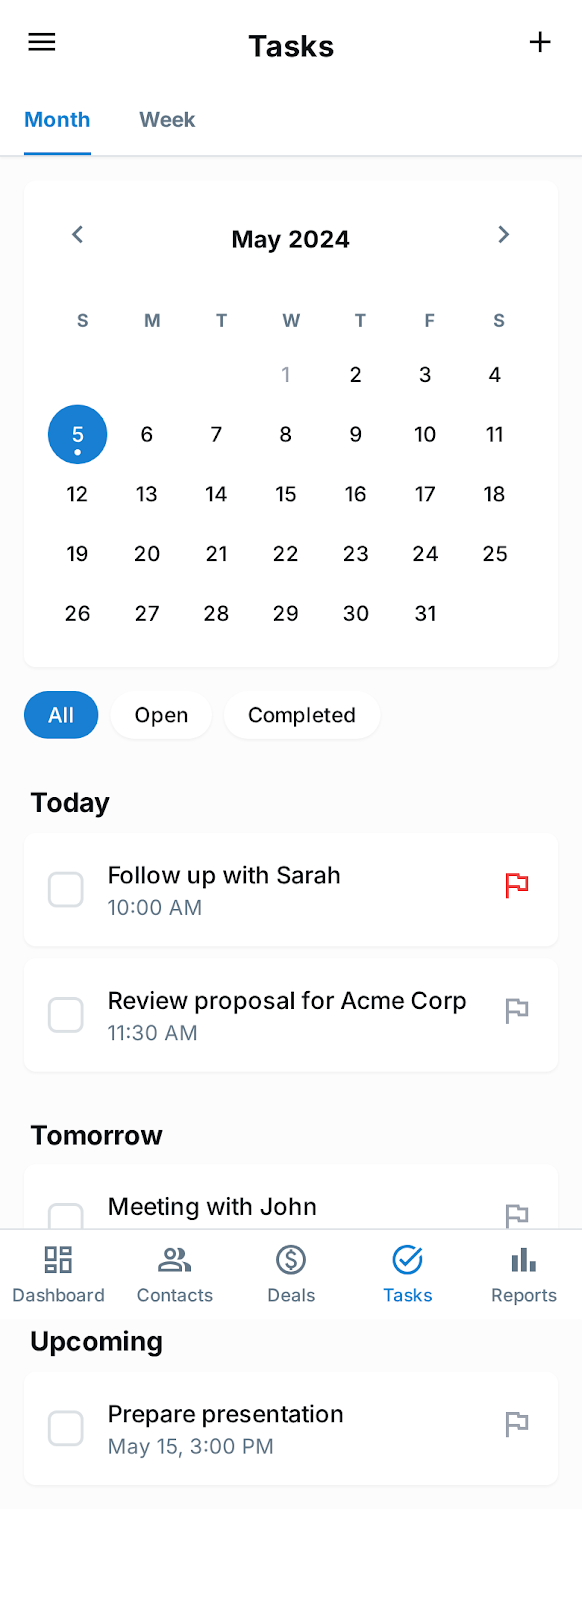 Tasks
Month Week
May 2024
S M T W T F S
1 2 3 4
5 6 7 8 9 10 11
12 13 14 15 16 17 18
19 20 21 22 23 24 25
26 27 28 29 30 31
All Open Completed
Today
Follow up with Sarah
10:00 AM
Review proposal for Acme Corp
11:30 AM
Tomorrow
Meeting with John
Dashboard Contacts Deals Tasks Reports
Upcoming
Prepare presentation
May 15, 3:00 PM